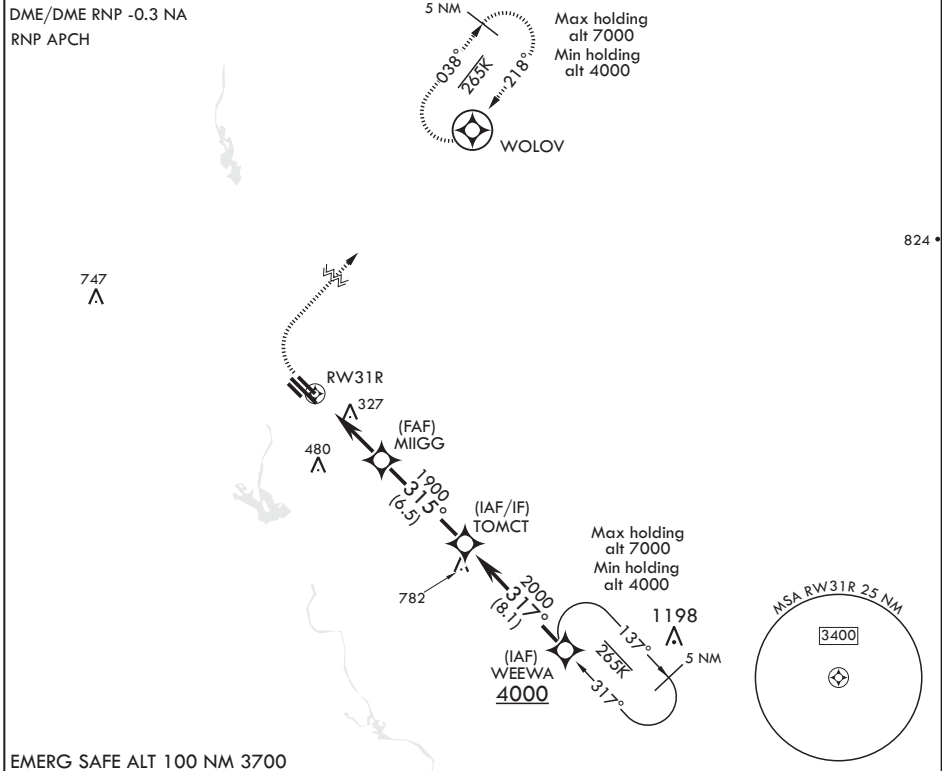 DME/DME RNP -0.3 NA
RNP APCH
5 NM
Max holding
alt 7000
Min holding
alt 4000
038°
265K
218°
WOLOV
824
747
RW31R
327
480
(FAF)
MIIGG
1900
315°
(6.5)
(IAF/IF)
TOMCT
782
Max holding
alt 7000
Min holding
alt 4000
2000
317°
(8.1)
1198
137°
265K
317°
5 NM
(IAF)
WEEWA
4000
MSA RW31R 25 NM
3400
EMERG SAFE ALT 100 NM 3700